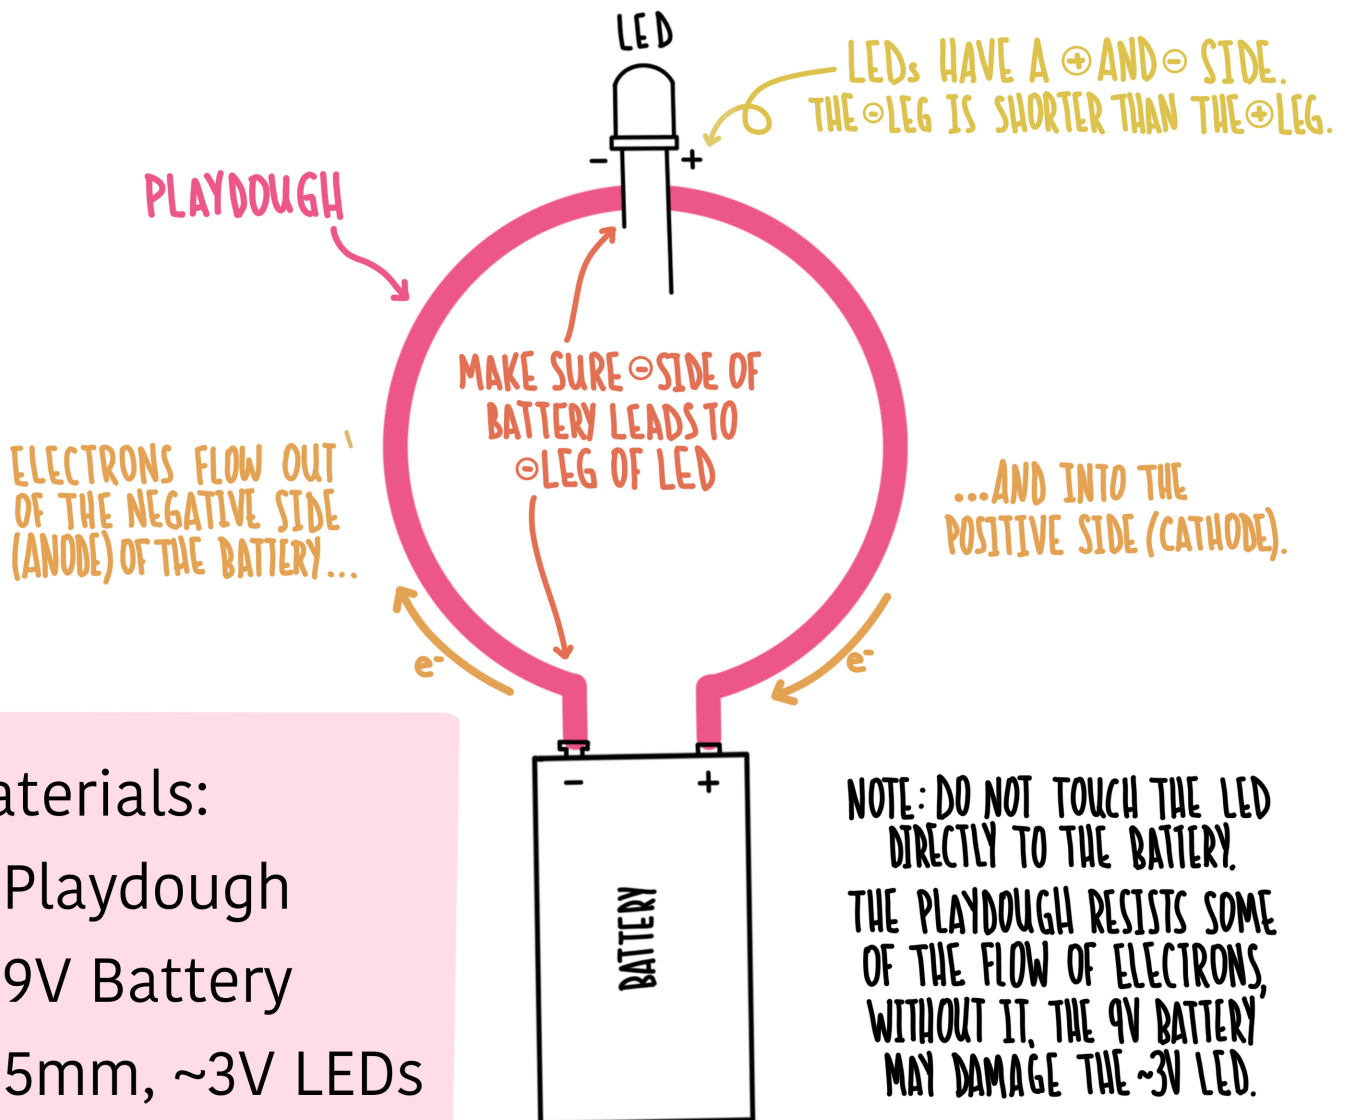 LED
LEDs HAVE A ⊕ AND ⊖ SIDE.
THE ⊖ LEG IS SHORTER THAN THE ⊕ LEG.
- +
PLAYDOUGH
MAKE SURE ⊖ SIDE OF
BATTERY LEADS TO
⊖ LEG OF LED
ELECTRONS FLOW OUT
OF THE NEGATIVE SIDE
(ANODE) OF THE BATTERY...
...AND INTO THE
POSITIVE SIDE (CATHODE).
e-
e-
- +
BATTERY
aterials:
Playdough
9V Battery
5mm, ~3V LEDs
NOTE: DO NOT TOUCH THE LED
DIRECTLY TO THE BATTERY.
THE PLAYDOUGH RESISTS SOME
OF THE FLOW OF ELECTRONS,
WITHOUT IT, THE 9V BATTERY
MAY DAMAGE THE ~3V LED.